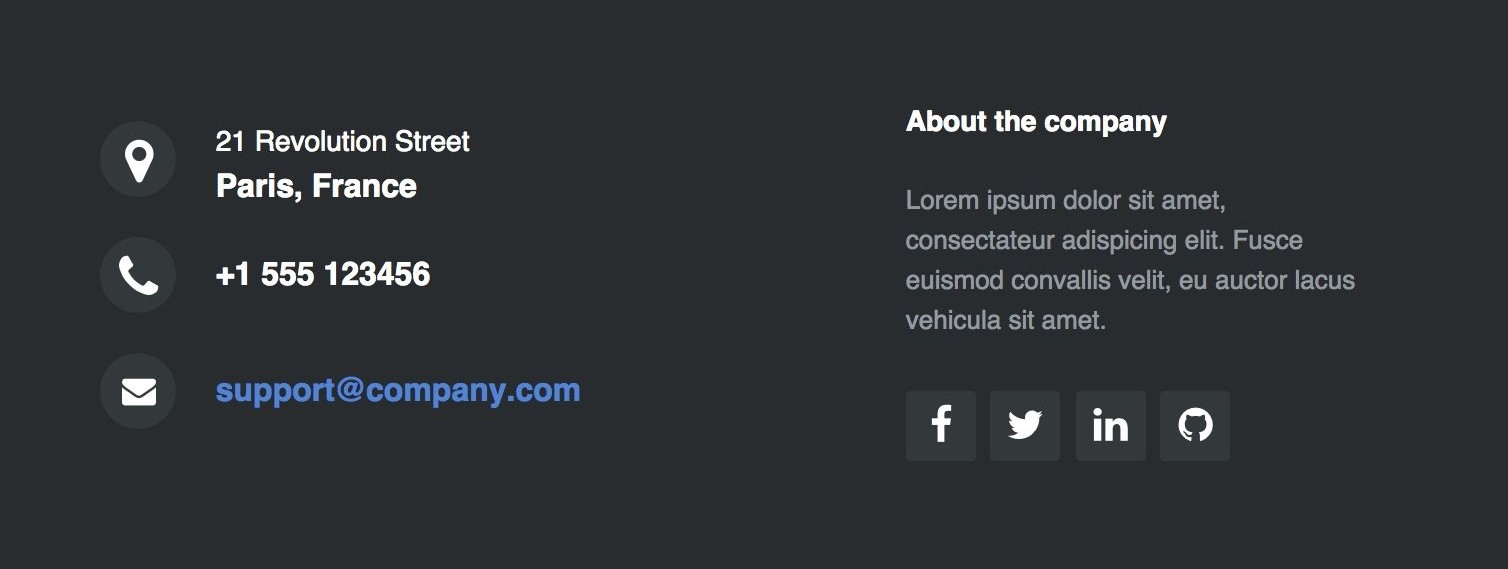 21 Revolution Street
Paris, France
+1 555 123456
support@company.com
About the company
Lorem ipsum dolor sit amet,
consectateur adispicing elit. Fusce
euismod convallis velit, eu auctor lacus
vehicula sit amet.